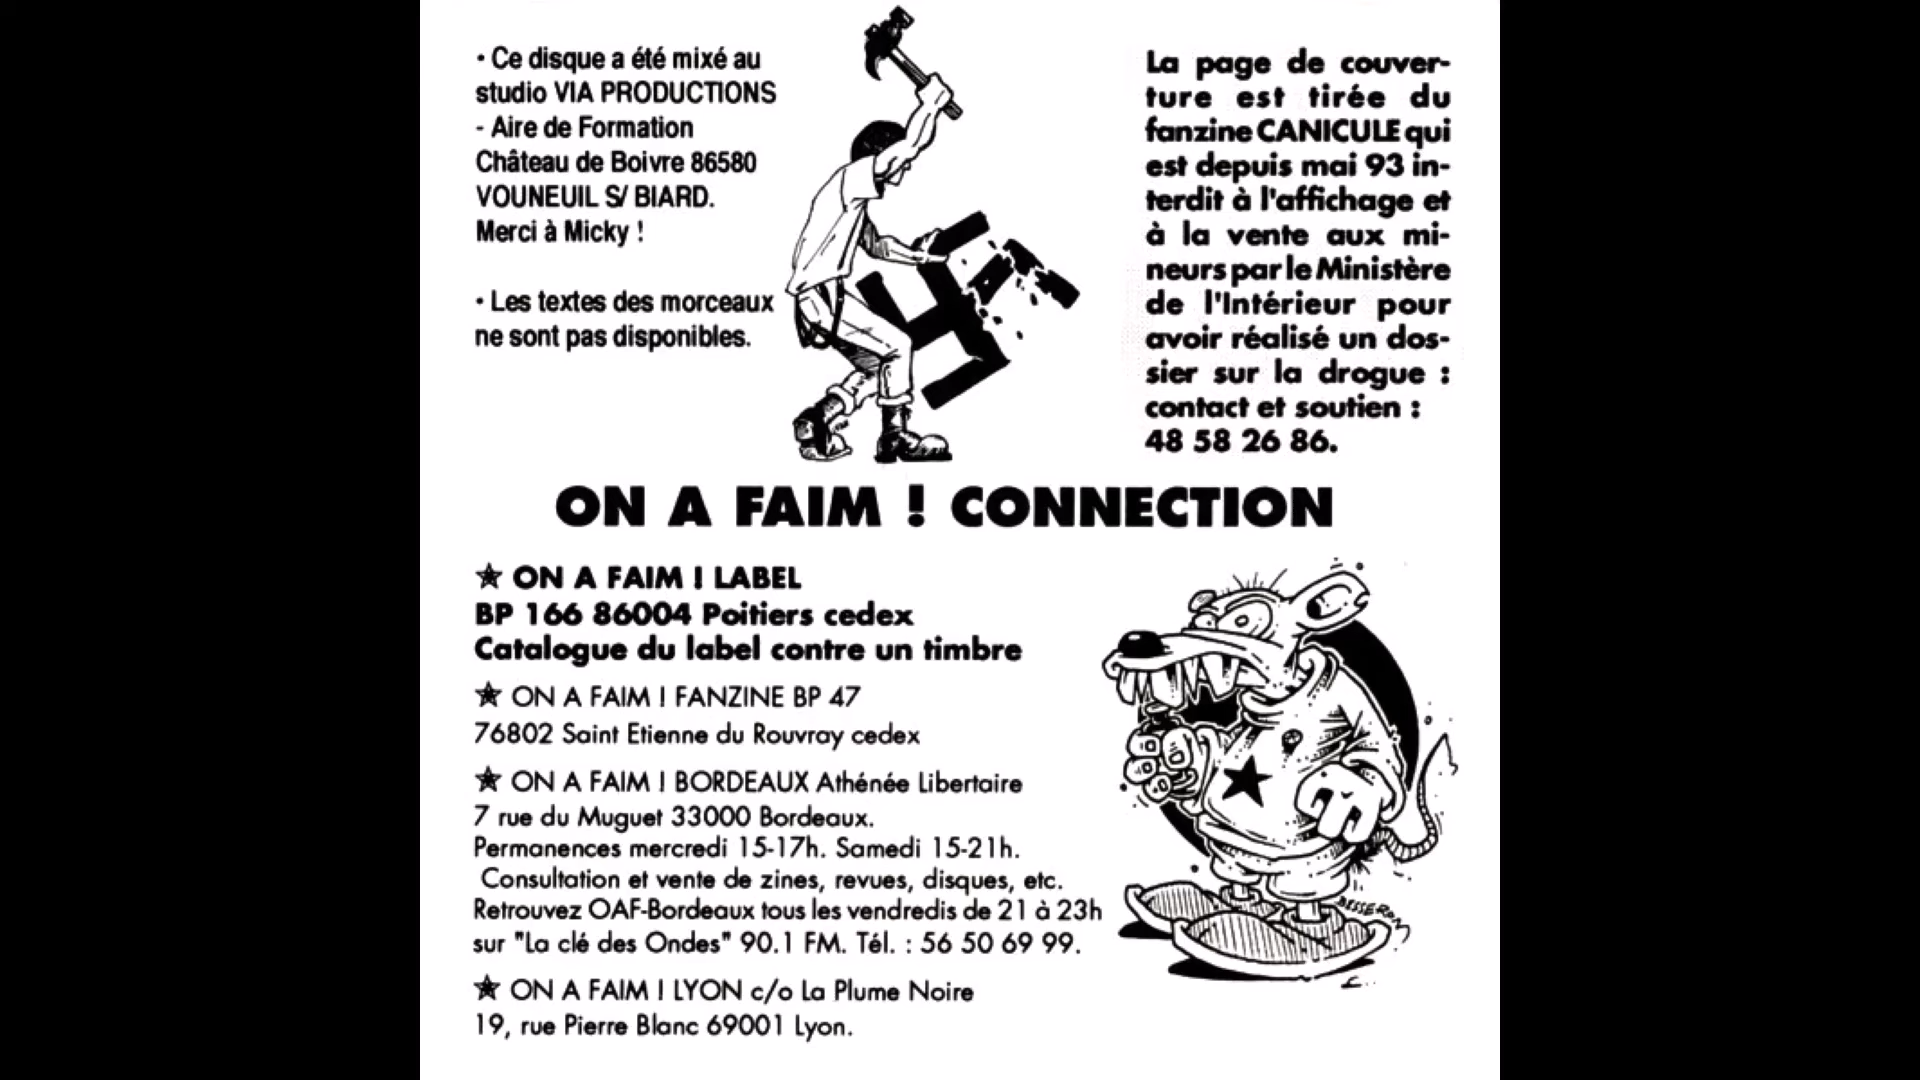 • Ce disque a été mixé au
studio VIA PRODUCTIONS
- Aire de Formation
Château de Boivre 86580
VOUNEUIL S/ BIARD.
Merci à Micky !
• Les textes des morceaux
ne sont pas disponibles.
La page de couver-
ture est tirée du
fanzine CANICULE qui
est depuis mai 93 in-
terdit à l'affichage et
à la vente aux mi-
neurs par le Ministère
de l'Intérieur pour
avoir réalisé un dos-
sier sur la drogue :
contact et soutien :
48 58 26 86.
ON A FAIM ! CONNECTION
ON A FAIM ! LABEL
BP 166 86004 Poitiers cedex
Catalogue du label contre un timbre
ON A FAIM ! FANZINE BP 47
76802 Saint Etienne du Rouvray cedex
ON A FAIM ! BORDEAUX Athénée Libertaire
7 rue du Muguet 33000 Bordeaux.
Permanences mercredi 15-17h. Samedi 15-21h.
Consultation et vente de zines, revues, disques, etc.
Retrouvez OAF-Bordeaux tous les vendredis de 21 à 23h
sur "La clé des Ondes" 90.1 FM. Tél. : 56 50 69 99.
ON A FAIM ! LYON c/o La Plume Noire
19, rue Pierre Blanc 69001 Lyon.